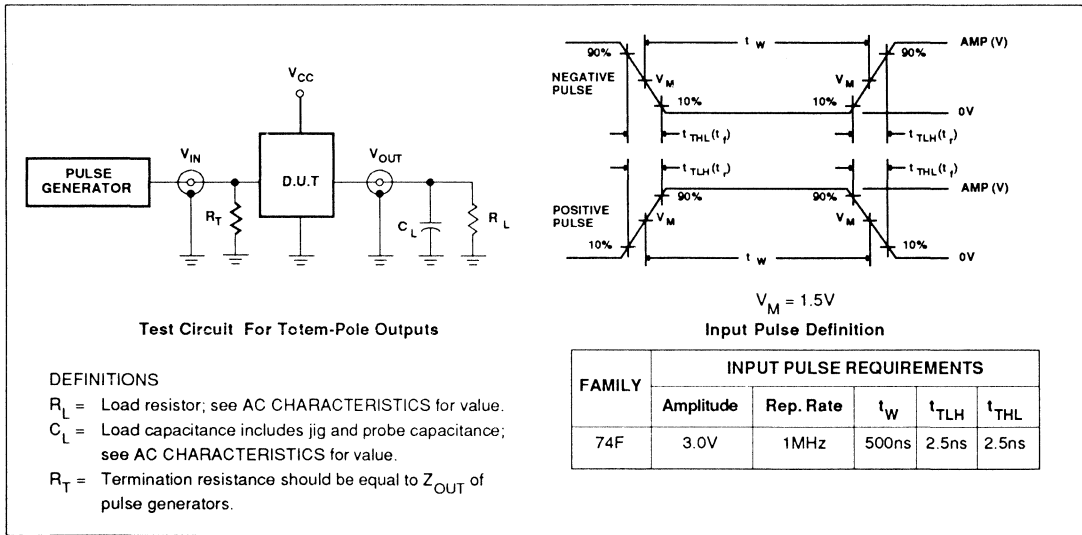 V_CC
V_IN
V_OUT
PULSE
GENERATOR
D.U.T
R_T
C_L
R_L
Test Circuit For Totem-Pole Outputs
DEFINITIONS
R_L = Load resistor; see AC CHARACTERISTICS for value.
C_L = Load capacitance includes jig and probe capacitance;
see AC CHARACTERISTICS for value.
R_T = Termination resistance should be equal to Z_OUT of
pulse generators.
90% t_W 90% AMP (V)
NEGATIVE
PULSE
V_M V_M
10% 10% 0V
t_THL(t_f) t_TLH(t_r)
t_TLH(t_r) t_THL(t_f)
90% 90% AMP (V)
POSITIVE
PULSE
V_M V_M
10% t_W 10% 0V
V_M = 1.5V
Input Pulse Definition
FAMILY INPUT PULSE REQUIREMENTS
Amplitude Rep. Rate t_W t_TLH t_THL
74F 3.0V 1MHz 500ns 2.5ns 2.5ns